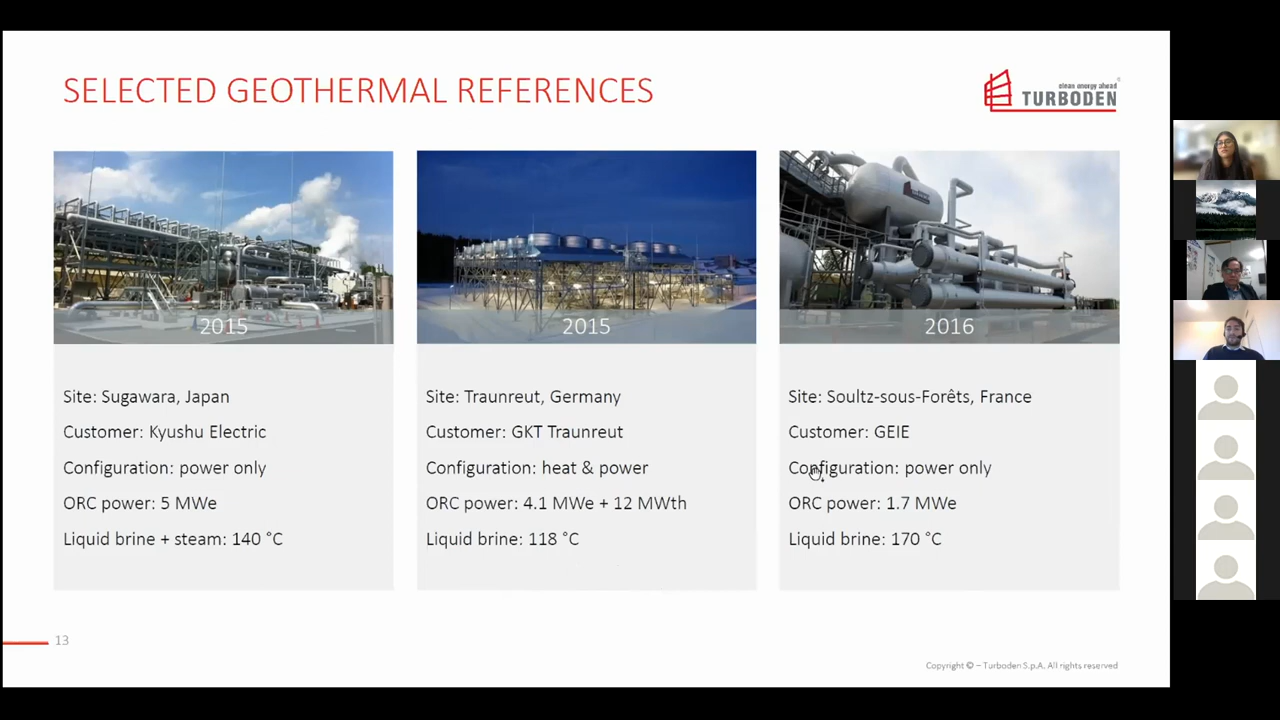 SELECTED GEOTHERMAL REFERENCES
clean energy ahead
TURBODEN
2015
Site: Sugawara, Japan
Customer: Kyushu Electric
Configuration: power only
ORC power: 5 MWe
Liquid brine + steam: 140 °C
2015
Site: Traunreut, Germany
Customer: GKT Traunreut
Configuration: heat & power
ORC power: 4.1 MWe + 12 MWth
Liquid brine: 118 °C
2016
Site: Soultz-sous-Forêts, France
Customer: GEIE
Configuration: power only
ORC power: 1.7 MWe
Liquid brine: 170 °C
13
Copyright © – Turboden S.p.A. All rights reserved